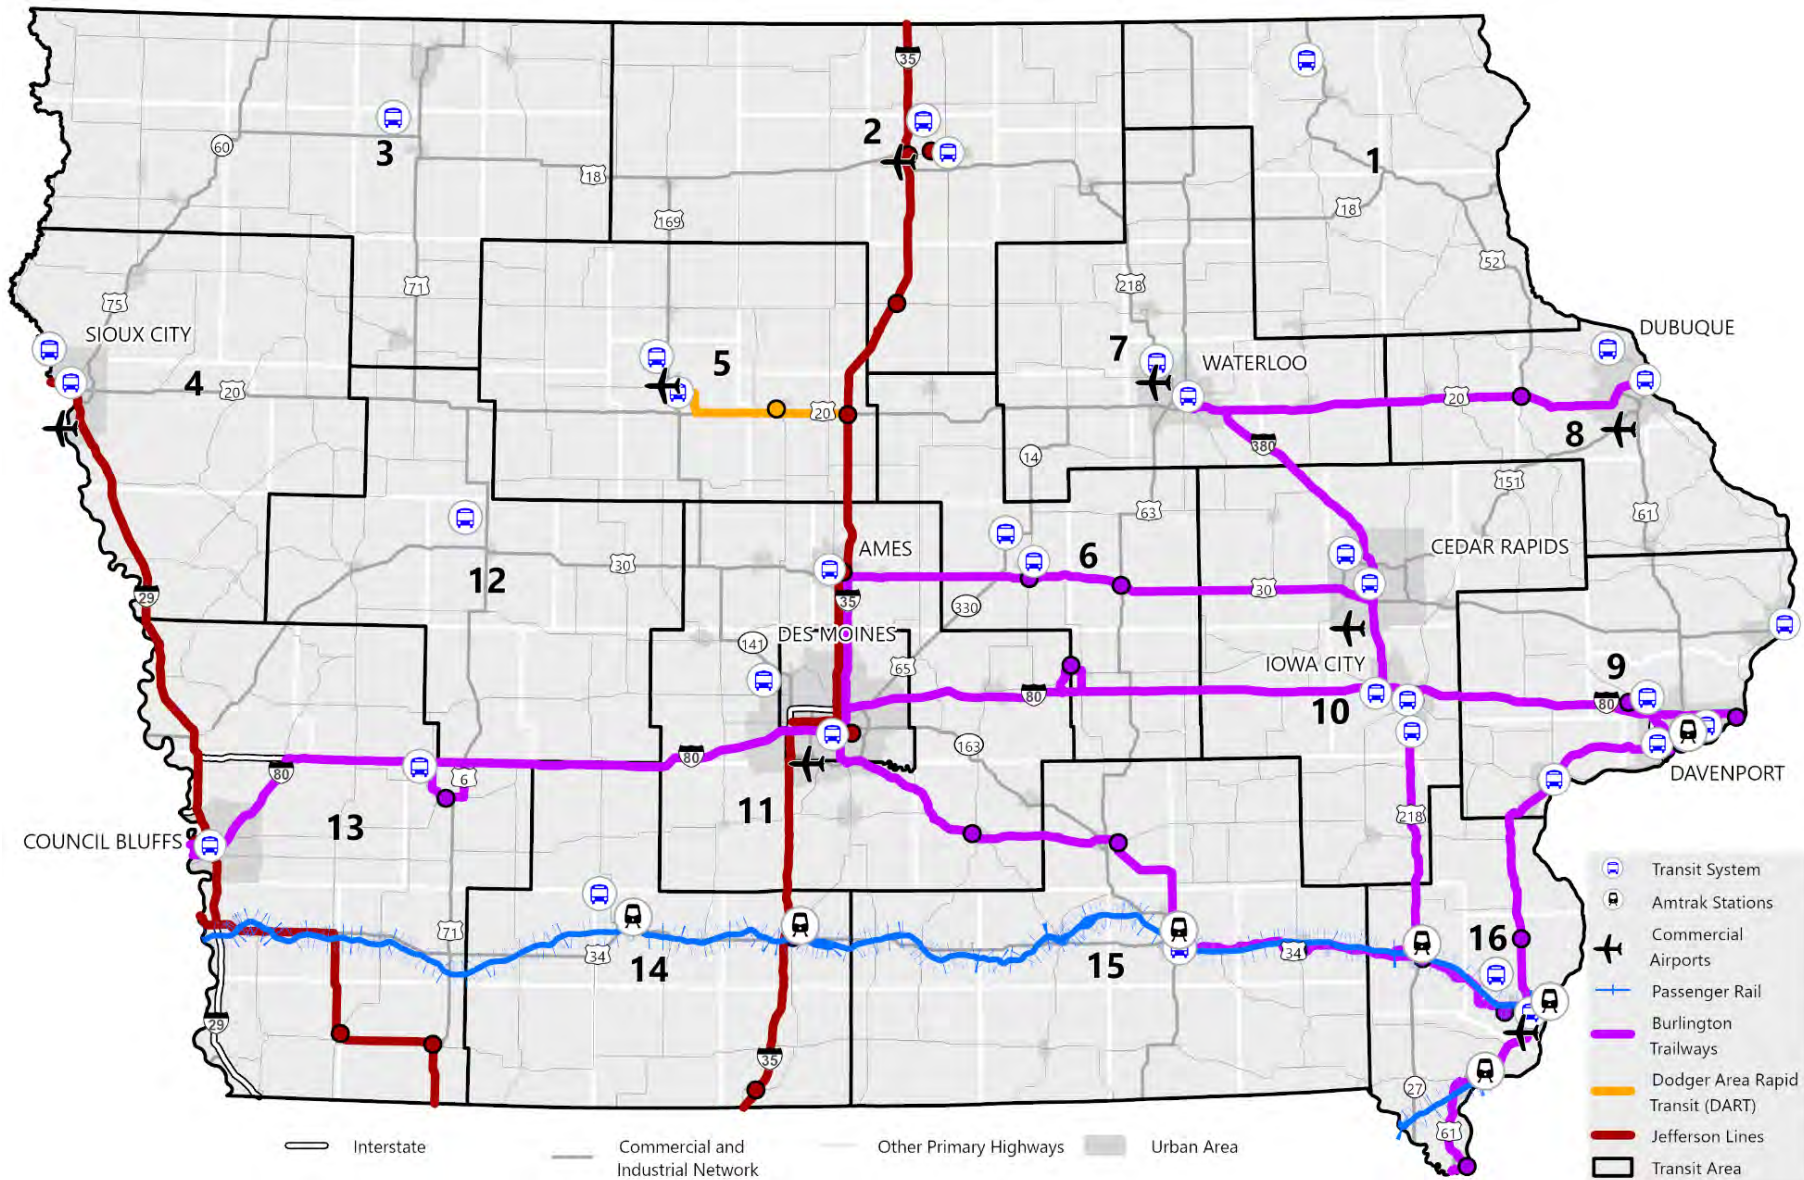 35
2
3
60
18
1
169
18
52
71
218
75
SIOUX CITY
DUBUQUE
7
5
WATERLOO
4
20
20
20
8
380
14
151
63
61
AMES
CEDAR RAPIDS
6
30
12
30
29
35
330
DES MOINES
141
65
IOWA CITY
9
80
10
80
163
80
80
6
DAVENPORT
11
13
218
COUNCIL BLUFFS
71
34
14
15
34
16
29
35
27
61
Transit System
Amtrak Stations
Commercial
Airports
Passenger Rail
Burlington
Trailways
Dodger Area Rapid
Transit (DART)
Jefferson Lines
Transit Area
Interstate
Commercial and
Industrial Network
Other Primary Highways
Urban Area